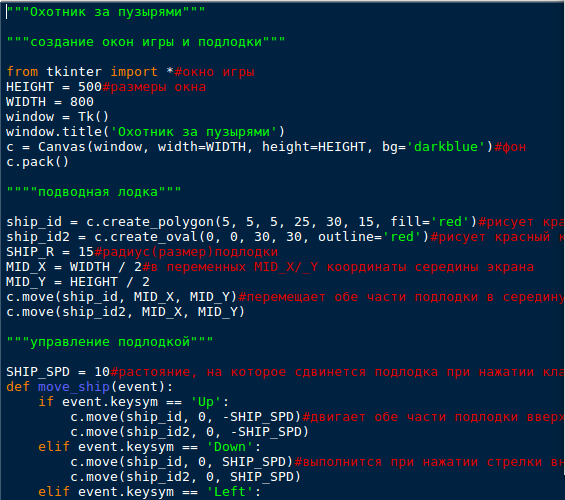 """Охотник за пузырями"""
"""создание окон игры и подлодки"""
from tkinter import *#окно игры
HEIGHT = 500#размеры окна
WIDTH = 800
window = Tk()
window.title('Охотник за пузырями')
c = Canvas(window, width=WIDTH, height=HEIGHT, bg='darkblue')#фон
c.pack()
""""подводная лодка"""
ship_id = c.create_polygon(5, 5, 5, 25, 30, 15, fill='red')#рисует кра
ship_id2 = c.create_oval(0, 0, 30, 30, outline='red')#рисует красный к
SHIP_R = 15#радиус(размер)подлодки
MID_X = WIDTH / 2#в переменных MID_X/_Y координаты середины экрана
MID_Y = HEIGHT / 2
c.move(ship_id, MID_X, MID_Y)#перемещает обе части подлодки в середину
c.move(ship_id2, MID_X, MID_Y)
"""управление подлодкой"""
SHIP_SPD = 10#растояние, на которое сдвинется подлодка при нажатии кла
def move_ship(event):
    if event.keysym == 'Up':
        c.move(ship_id, 0, -SHIP_SPD)#двигает обе части подлодки вверх
        c.move(ship_id2, 0, -SHIP_SPD)
    elif event.keysym == 'Down':
        c.move(ship_id, 0, SHIP_SPD)#выполнится при нажатии стрелки вн
        c.move(ship_id2, 0, SHIP_SPD)
    elif event.keysym == 'Left':